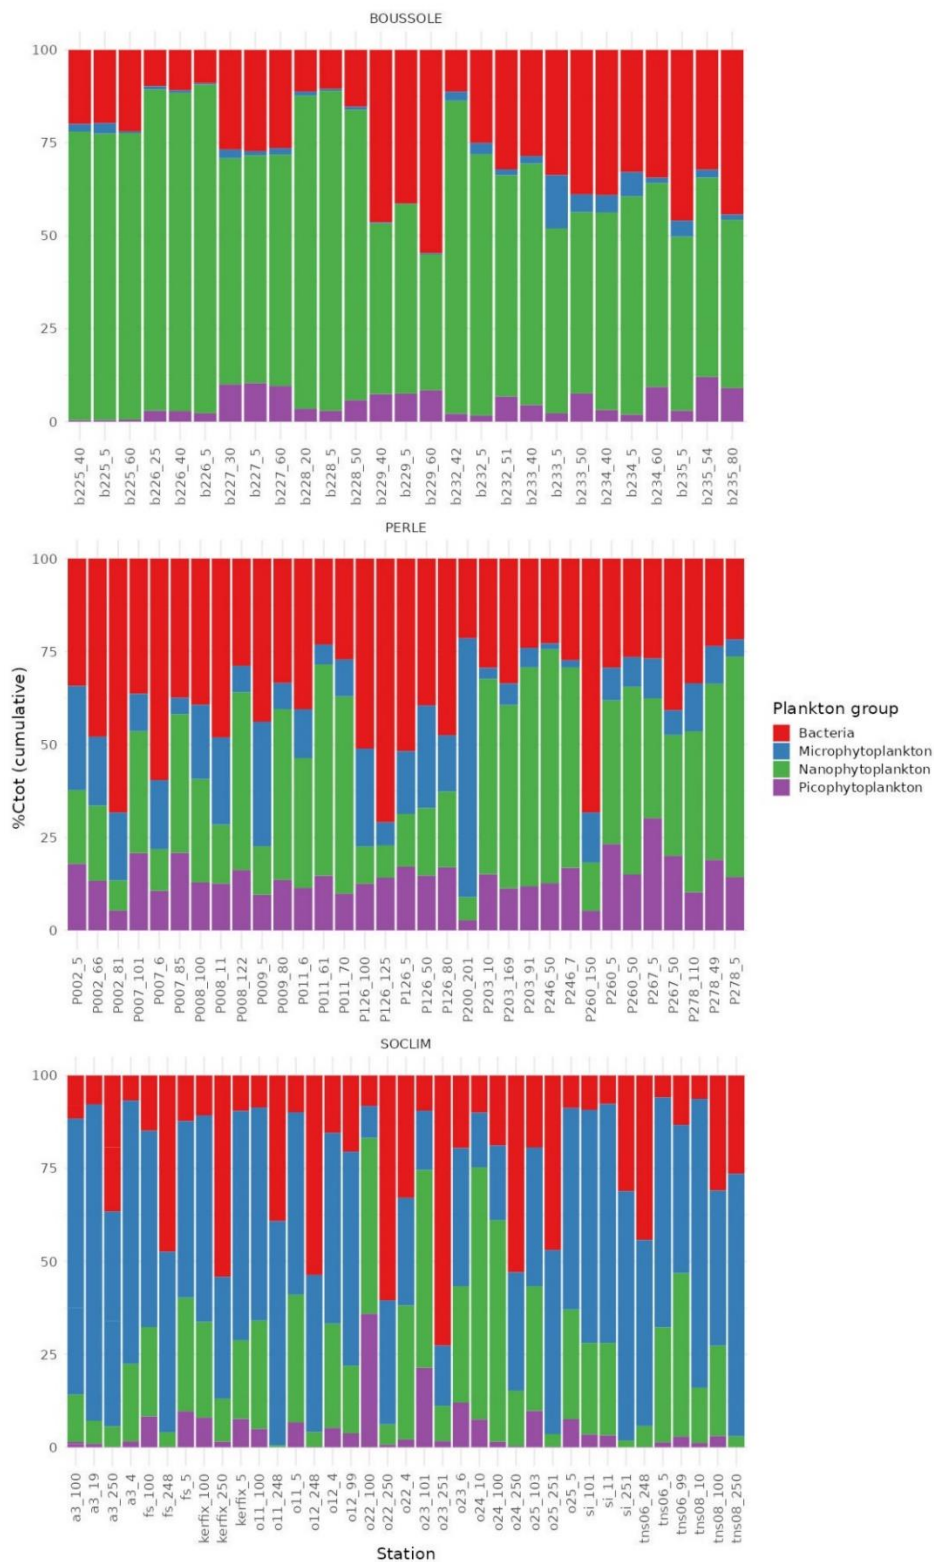 BOUSSOLE
100
75
50
25
0
b225_40
b225_5
b225_60
b226_25
b226_40
b226_5
b227_30
b227_5
b227_60
b228_20
b228_5
b228_50
b229_40
b229_5
b229_60
b232_42
b232_5
b232_51
b233_40
b233_5
b233_50
b234_40
b234_5
b234_60
b235_5
b235_54
b235_80
PERLE
100
75
50
25
0
%Ctot (cumulative)
P002_5
P002_66
P002_81
P007_101
P007_6
P007_85
P008_100
P008_11
P008_122
P009_5
P009_80
P011_6
P011_61
P011_70
P126_100
P126_125
P126_5
P126_50
P126_80
P200_201
P203_10
P203_169
P203_91
P246_50
P246_7
P260_150
P260_5
P260_50
P267_5
P267_50
P278_110
P278_49
P278_5
Plankton group
Bacteria
Microphytoplankton
Nanophytoplankton
Picophytoplankton
SOCLIM
100
75
50
25
0
a3_100
a3_19
a3_250
a3_4
fs_100
fs_248
fs_5
kerfix_100
kerfix_250
kerfix_5
o11_100
o11_248
o11_5
o12_248
o12_4
o12_99
o22_100
o22_250
o22_4
o23_101
o23_251
o23_6
o24_10
o24_100
o24_250
o25_103
o25_251
o25_5
si_101
si_11
si_251
tns06_248
tns06_5
tns06_99
tns08_10
tns08_100
tns08_250
Station